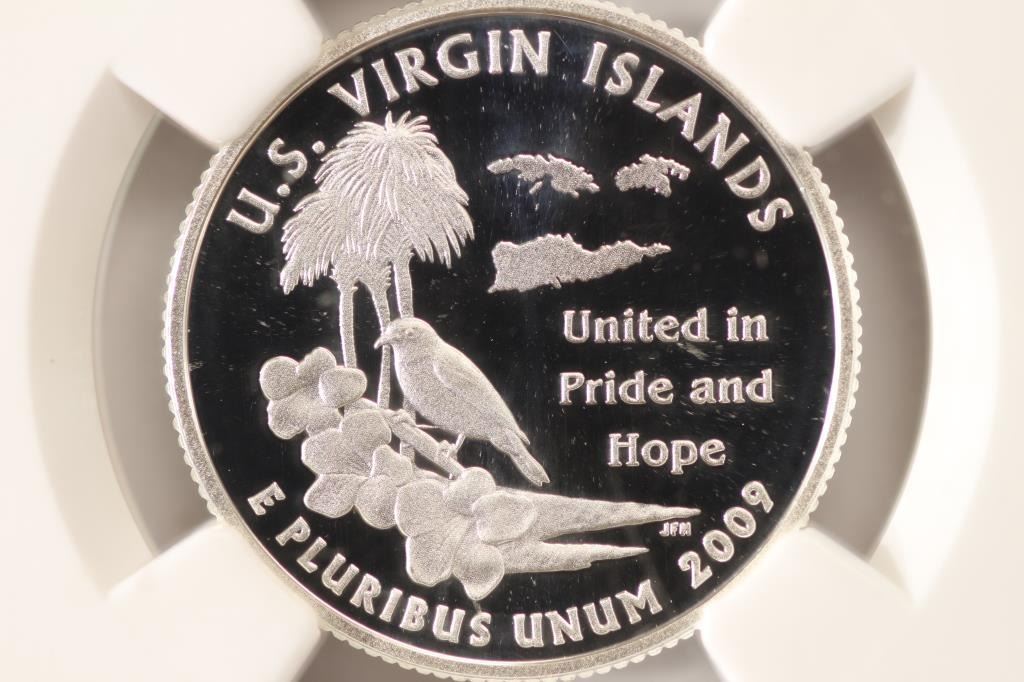 U.S. VIRGIN ISLANDS
United in
Pride and
Hope
JFM
E PLURIBUS UNUM 2009